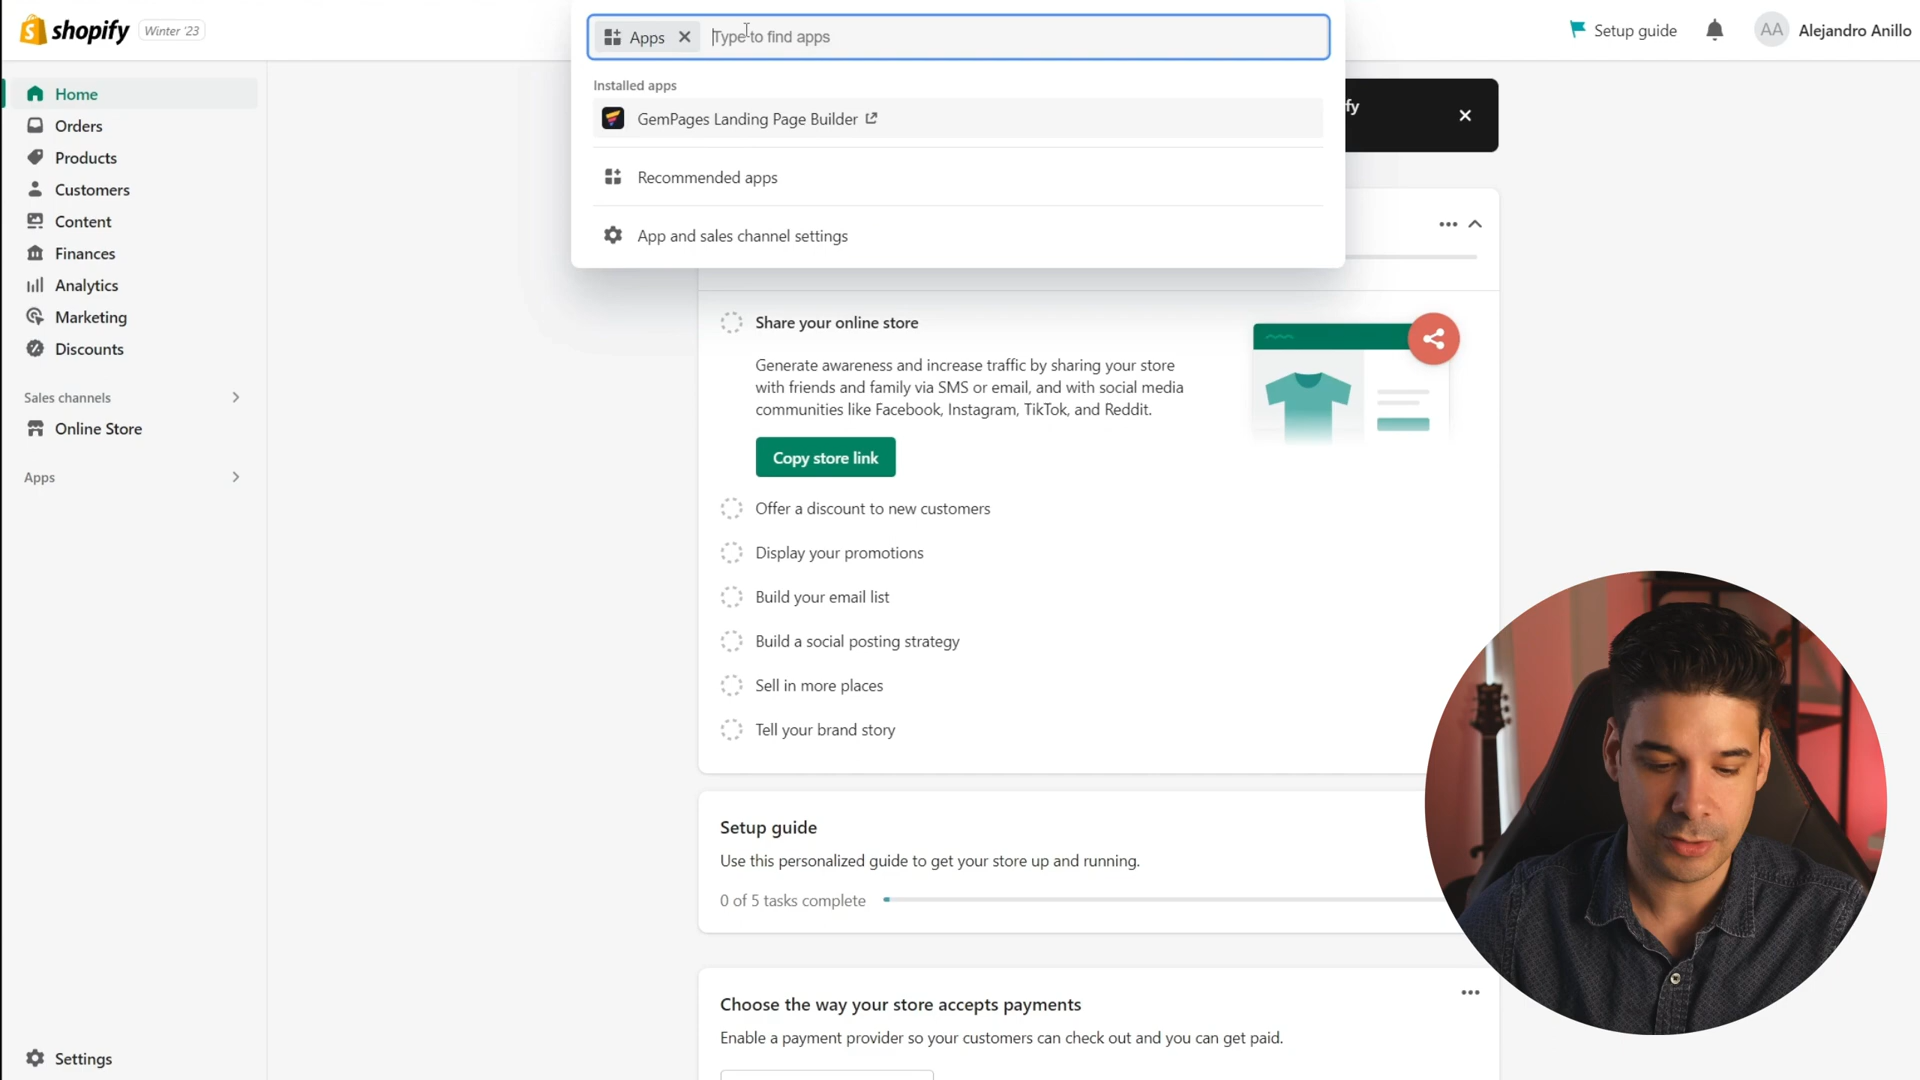 shopify Winter '23
Apps Type to find apps
Setup guide
AA Alejandro Anillo
Installed apps
GemPages Landing Page Builder
Recommended apps
App and sales channel settings
fy
Home
Orders
Products
Customers
Content
Finances
Analytics
Marketing
Discounts
Sales channels
Online Store
Apps
Settings
Share your online store
Generate awareness and increase traffic by sharing your store
with friends and family via SMS or email, and with social media
communities like Facebook, Instagram, TikTok, and Reddit.
Copy store link
Offer a discount to new customers
Display your promotions
Build your email list
Build a social posting strategy
Sell in more places
Tell your brand story
Setup guide
Use this personalized guide to get your store up and running.
0 of 5 tasks complete
Choose the way your store accepts payments
Enable a payment provider so your customers can check out and you can get paid.